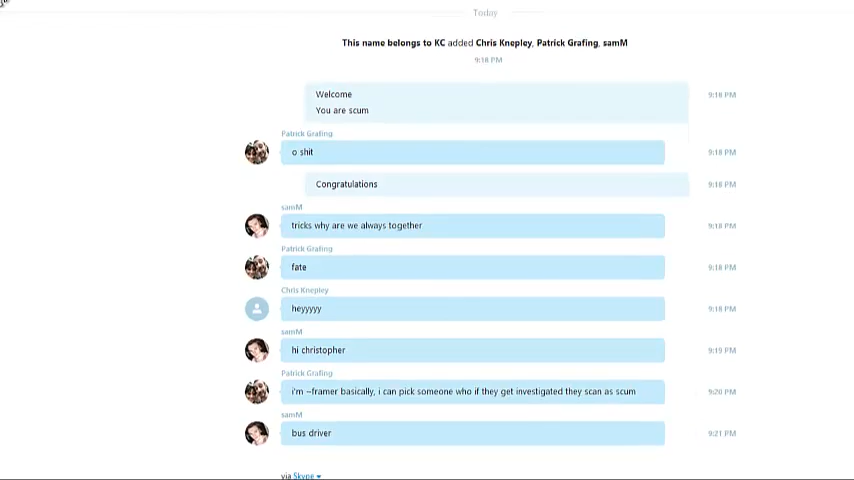 Today
This name belongs to KC added Chris Knepley, Patrick Grafing, samM
9:18 PM
Welcome
9:18 PM
You are scum
Patrick Grafing
o shit
9:18 PM
Congratulations
9:18 PM
samM
tricks why are we always together
9:18 PM
Patrick Grafing
fate
9:18 PM
Chris Knepley
heyyyyy
9:18 PM
samM
hi christopher
9:19 PM
Patrick Grafing
i'm ~framer basically, i can pick someone who if they get investigated they scan as scum
9:20 PM
samM
bus driver
9:21 PM
via Skype